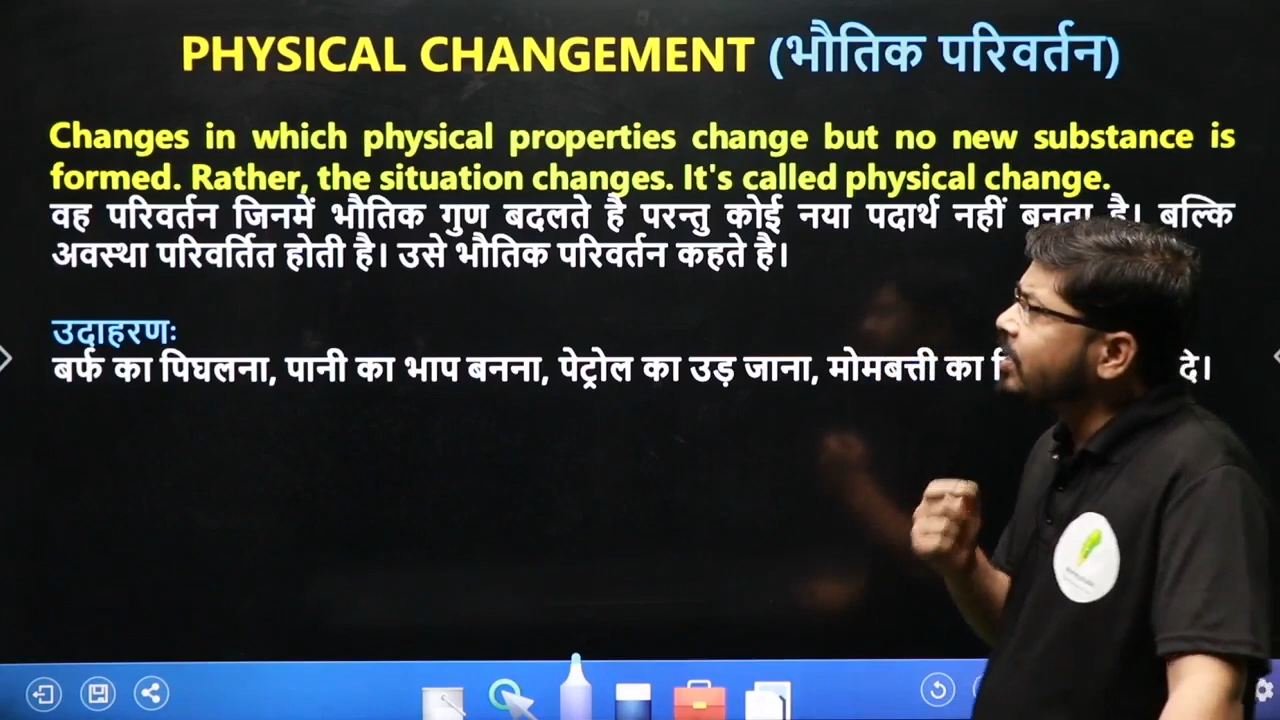 PHYSICAL CHANGEMENT (भौतिक परिवर्तन)
Changes in which physical properties change but no new substance is
formed. Rather, the situation changes. It's called physical change.
वह परिवर्तन जिनमें भौतिक गुण बदलते है परन्तु कोई नया पदार्थ नहीं बनता है। बल्कि
अवस्था परिवर्तित होती है। उसे भौतिक परिवर्तन कहते है।
उदाहरणः
बर्फ का पिघलना, पानी का भाप बनना, पेट्रोल का उड़ जाना, मोमबत्ती का